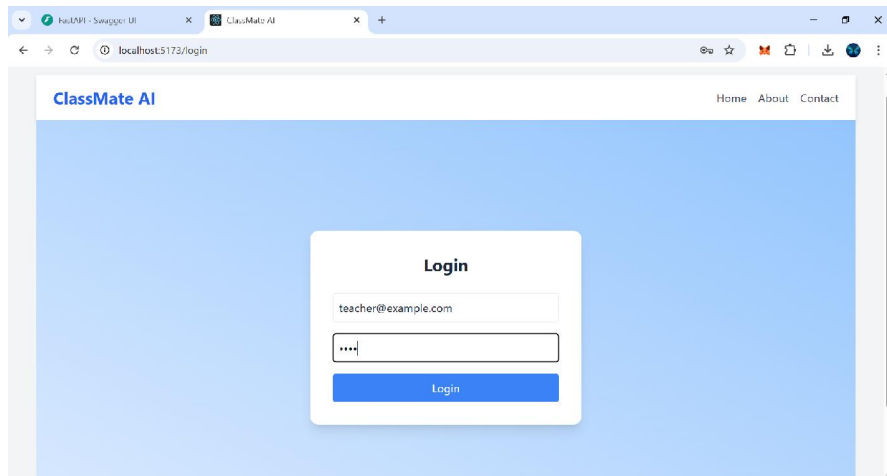 FastAPI - Swagger UI
ClassMate AI
localhost:5173/login
ClassMate AI
Home About Contact
Login
teacher@example.com
••••
Login